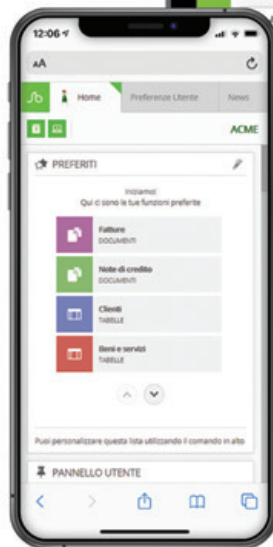 12:06
AA
Home Preferenze Utente News
ACME
PREFERITI
Iniziamo!
Qui ci sono le tue funzioni preferite
Fatture
DOCUMENTI
Note di credito
DOCUMENTI
Clienti
TABELLE
Beni e servizi
TABELLE
Puoi personalizzare questa lista utilizzando il comando in alto
PANNELLO UTENTE